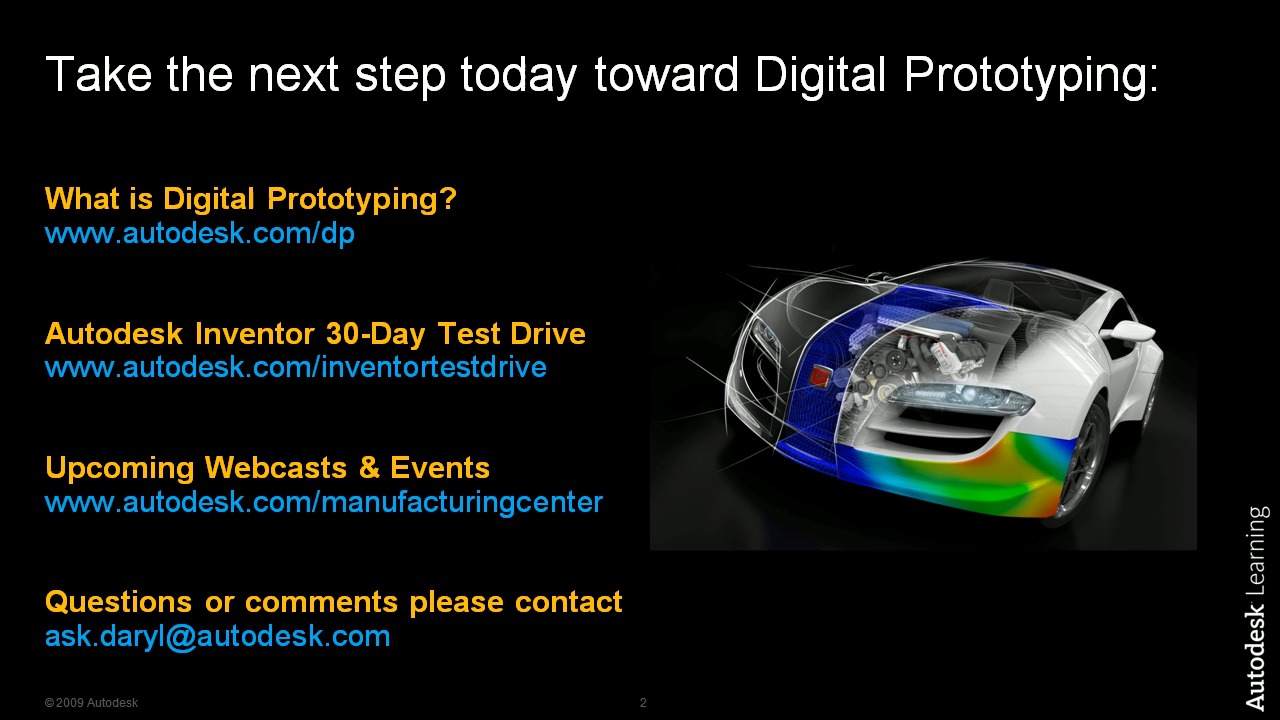 Take the next step today toward Digital Prototyping:
What is Digital Prototyping?
www.autodesk.com/dp
Autodesk Inventor 30-Day Test Drive
www.autodesk.com/inventortestdrive
Upcoming Webcasts & Events
www.autodesk.com/manufacturingcenter
Questions or comments please contact
ask.daryl@autodesk.com
©2009 Autodesk
2
Autodesk Learning